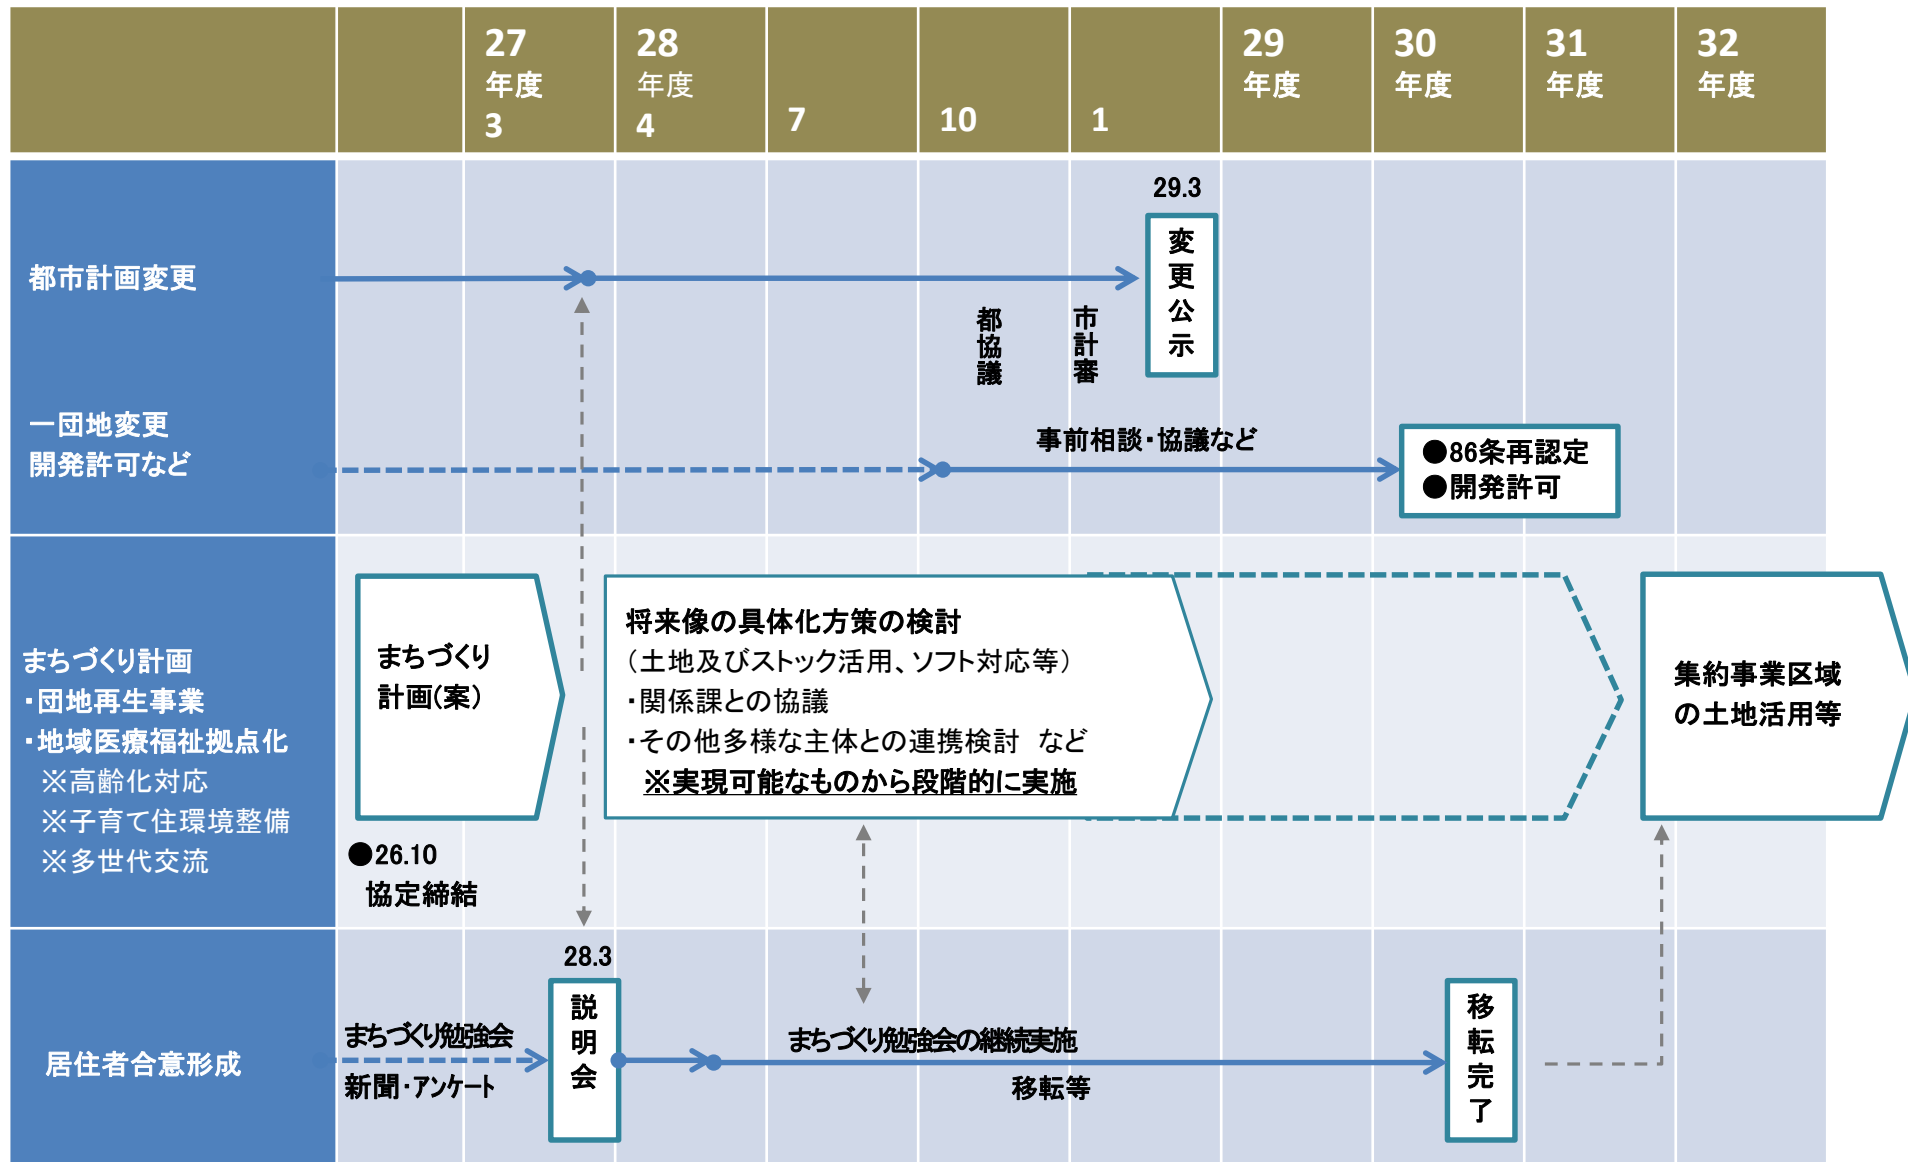 27
年度
3
28
年度
4
7
10
1
29
年度
30
年度
31
年度
32
年度
都市計画変更
29.3
変更公示
都協議
市計審
一団地変更
開発許可など
事前相談・協議など
●86条再認定
●開発許可
まちづくり計画
・団地再生事業
・地域医療福祉拠点化
※高齢化対応
※子育て住環境整備
※多世代交流
まちづくり
計画(案)
●26.10
協定締結
将来像の具体化方策の検討
（土地及びストック活用、ソフト対応等）
・関係課との協議
・その他多様な主体との連携検討　など
※実現可能なものから段階的に実施
集約事業区域
の土地活用等
居住者合意形成
まちづくり勉強会
新聞・アンケート
28.3
説明会
まちづくり勉強会の継続実施
移転等
移転完了